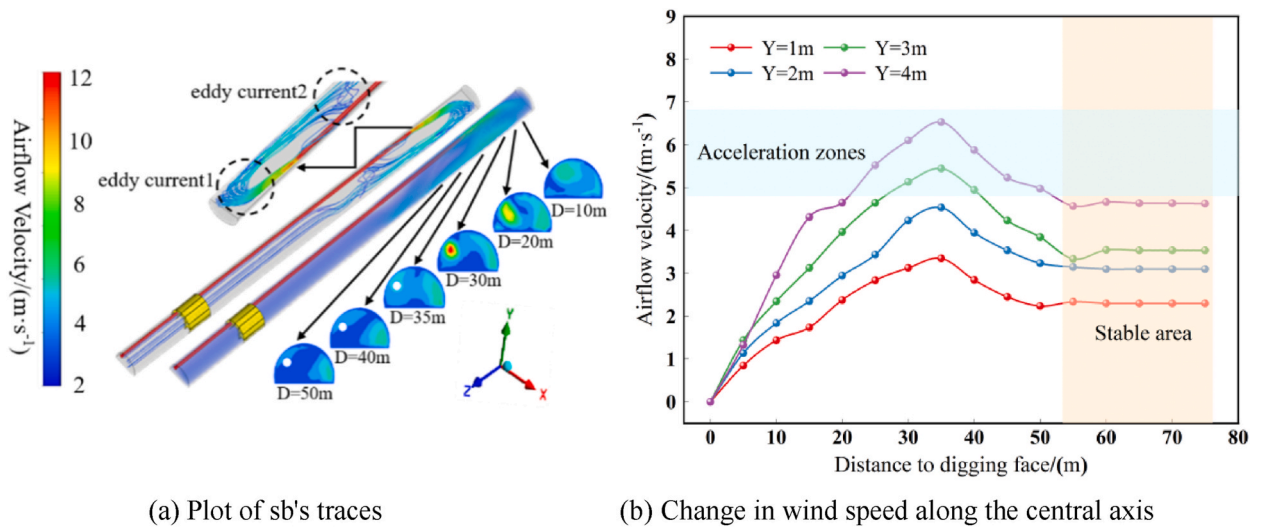 12
10
8
6
4
2
Airflow Velocity/(m·s⁻¹)
eddy current2
eddy current1
D=10m
D=20m
D=30m
D=35m
D=40m
D=50m
Y
Z
X
(a) Plot of sb's traces
9
8
7
6
5
4
3
2
1
0
Airflow velocity/(m·s⁻¹)
Y=1m
Y=3m
Y=2m
Y=4m
Acceleration zones
Stable area
0 10 20 30 40 50 60 70 80
Distance to digging face/(m)
(b) Change in wind speed along the central axis